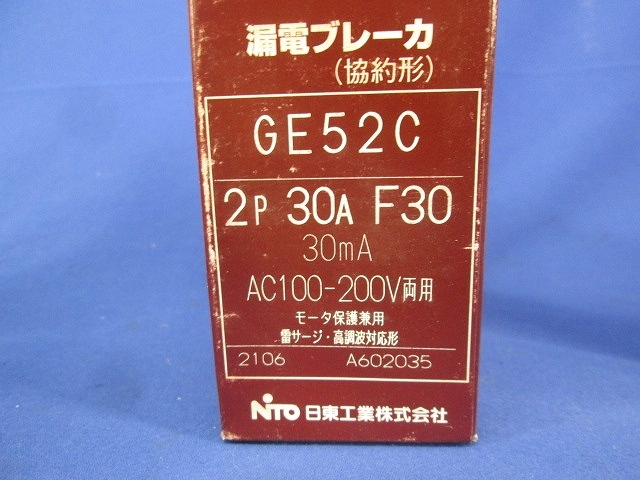 漏電ブレーカ
(協約形)
GE52C
2P 30A F30
30mA
AC100-200V両用
モータ保護兼用
雷サージ・高調波対応形
2106 A602035
NITO 日東工業株式会社